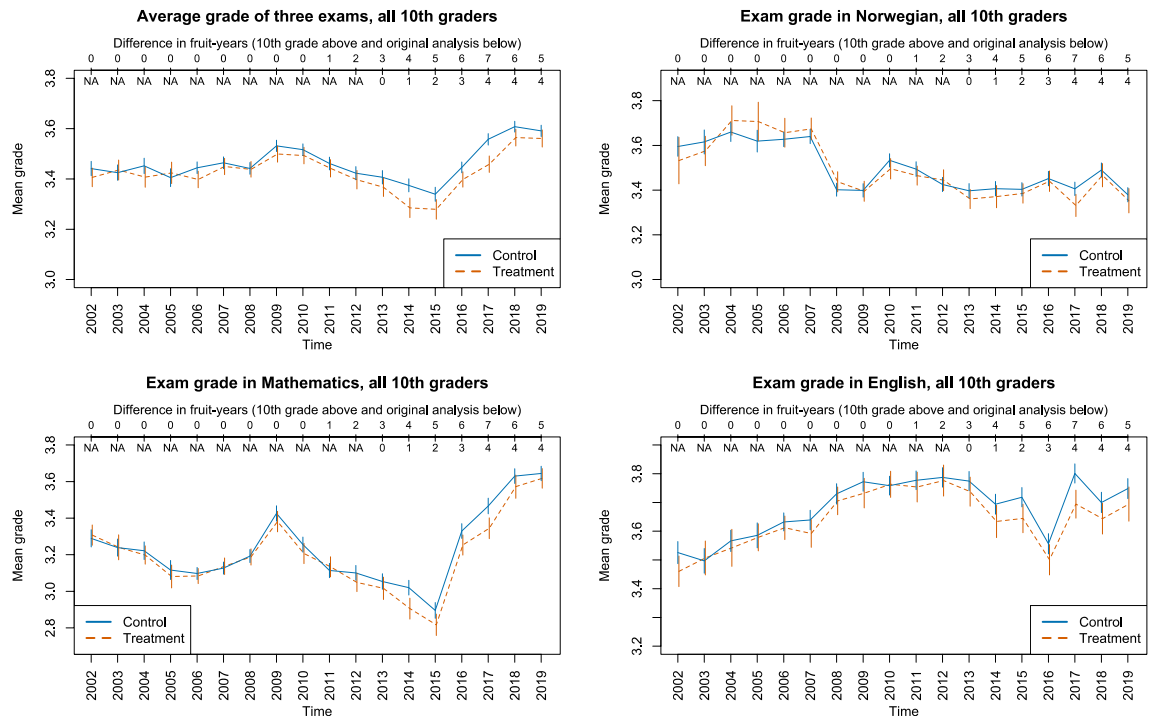 Average grade of three exams, all 10th graders
Difference in fruit-years (10th grade above and original analysis below)
0 0 0 0 0 0 0 0 0 1 2 3 4 5 6 7 6 5
NA NA NA NA NA NA NA NA NA NA NA 0 1 2 3 4 4 4
Mean grade
3.8
3.6
3.4
3.2
3.0
Control
Treatment
2002 2003 2004 2005 2006 2007 2008 2009 2010 2011 2012 2013 2014 2015 2016 2017 2018 2019
Time
Exam grade in Norwegian, all 10th graders
Difference in fruit-years (10th grade above and original analysis below)
0 0 0 0 0 0 0 0 0 1 2 3 4 5 6 7 6 5
NA NA NA NA NA NA NA NA NA NA NA 0 1 2 3 4 4 4
Mean grade
3.8
3.6
3.4
3.2
3.0
Control
Treatment
2002 2003 2004 2005 2006 2007 2008 2009 2010 2011 2012 2013 2014 2015 2016 2017 2018 2019
Time
Exam grade in Mathematics, all 10th graders
Difference in fruit-years (10th grade above and original analysis below)
0 0 0 0 0 0 0 0 0 1 2 3 4 5 6 7 6 5
NA NA NA NA NA NA NA NA NA NA NA 0 1 2 3 4 4 4
Mean grade
3.8
3.6
3.4
3.2
3.0
2.8
Control
Treatment
2002 2003 2004 2005 2006 2007 2008 2009 2010 2011 2012 2013 2014 2015 2016 2017 2018 2019
Time
Exam grade in English, all 10th graders
Difference in fruit-years (10th grade above and original analysis below)
0 0 0 0 0 0 0 0 0 1 2 3 4 5 6 7 6 5
NA NA NA NA NA NA NA NA NA NA NA 0 1 2 3 4 4 4
Mean grade
3.8
3.6
3.4
3.2
Control
Treatment
2002 2003 2004 2005 2006 2007 2008 2009 2010 2011 2012 2013 2014 2015 2016 2017 2018 2019
Time